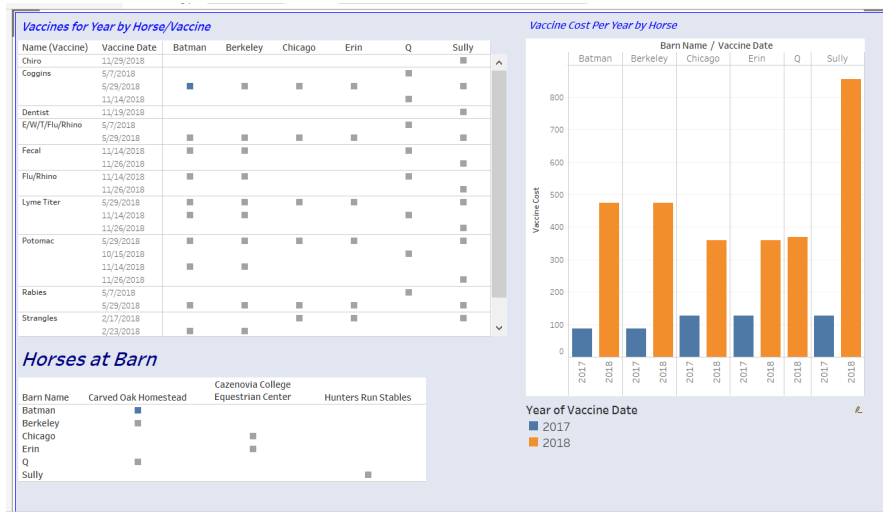 Vaccines for Year by Horse/Vaccine
Name (Vaccine) Vaccine Date Batman Berkeley Chicago Erin Q Sully
Chiro 11/29/2018
Coggins 5/7/2018
5/29/2018
11/14/2018
Dentist 11/19/2018
E/W/T/Flu/Rhino 5/7/2018
5/29/2018
Fecal 11/14/2018
11/26/2018
Flu/Rhino 11/14/2018
11/26/2018
Lyme Titer 5/29/2018
11/14/2018
11/26/2018
Potomac 5/29/2018
10/15/2018
11/14/2018
11/26/2018
Rabies 5/7/2018
5/29/2018
Strangles 2/17/2018
2/23/2018
Horses at Barn
Cazenovia College
Barn Name Carved Oak Homestead Equestrian Center Hunters Run Stables
Batman
Berkeley
Chicago
Erin
Q
Sully
Vaccine Cost Per Year by Horse
Barn Name / Vaccine Date
Batman Berkeley Chicago Erin Q Sully
Vaccine Cost
800
700
600
500
400
300
200
100
0
2017 2018 2017 2018 2017 2018 2017 2018 2018 2017 2018
Year of Vaccine Date
2017
2018